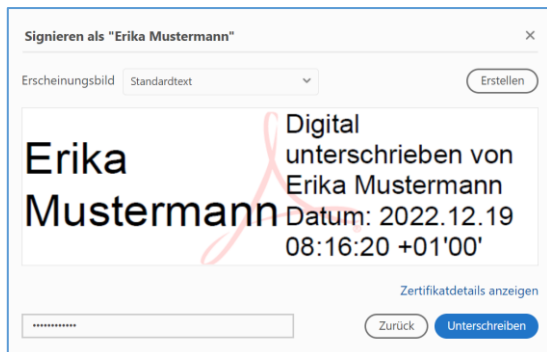 Signieren als "Erika Mustermann"
Erscheinungsbild Standardtext
Erstellen
Erika
Mustermann
Digital
unterschrieben von
Erika Mustermann
Datum: 2022.12.19
08:16:20 +01'00'
Zertifikatdetails anzeigen
Zurück
Unterschreiben